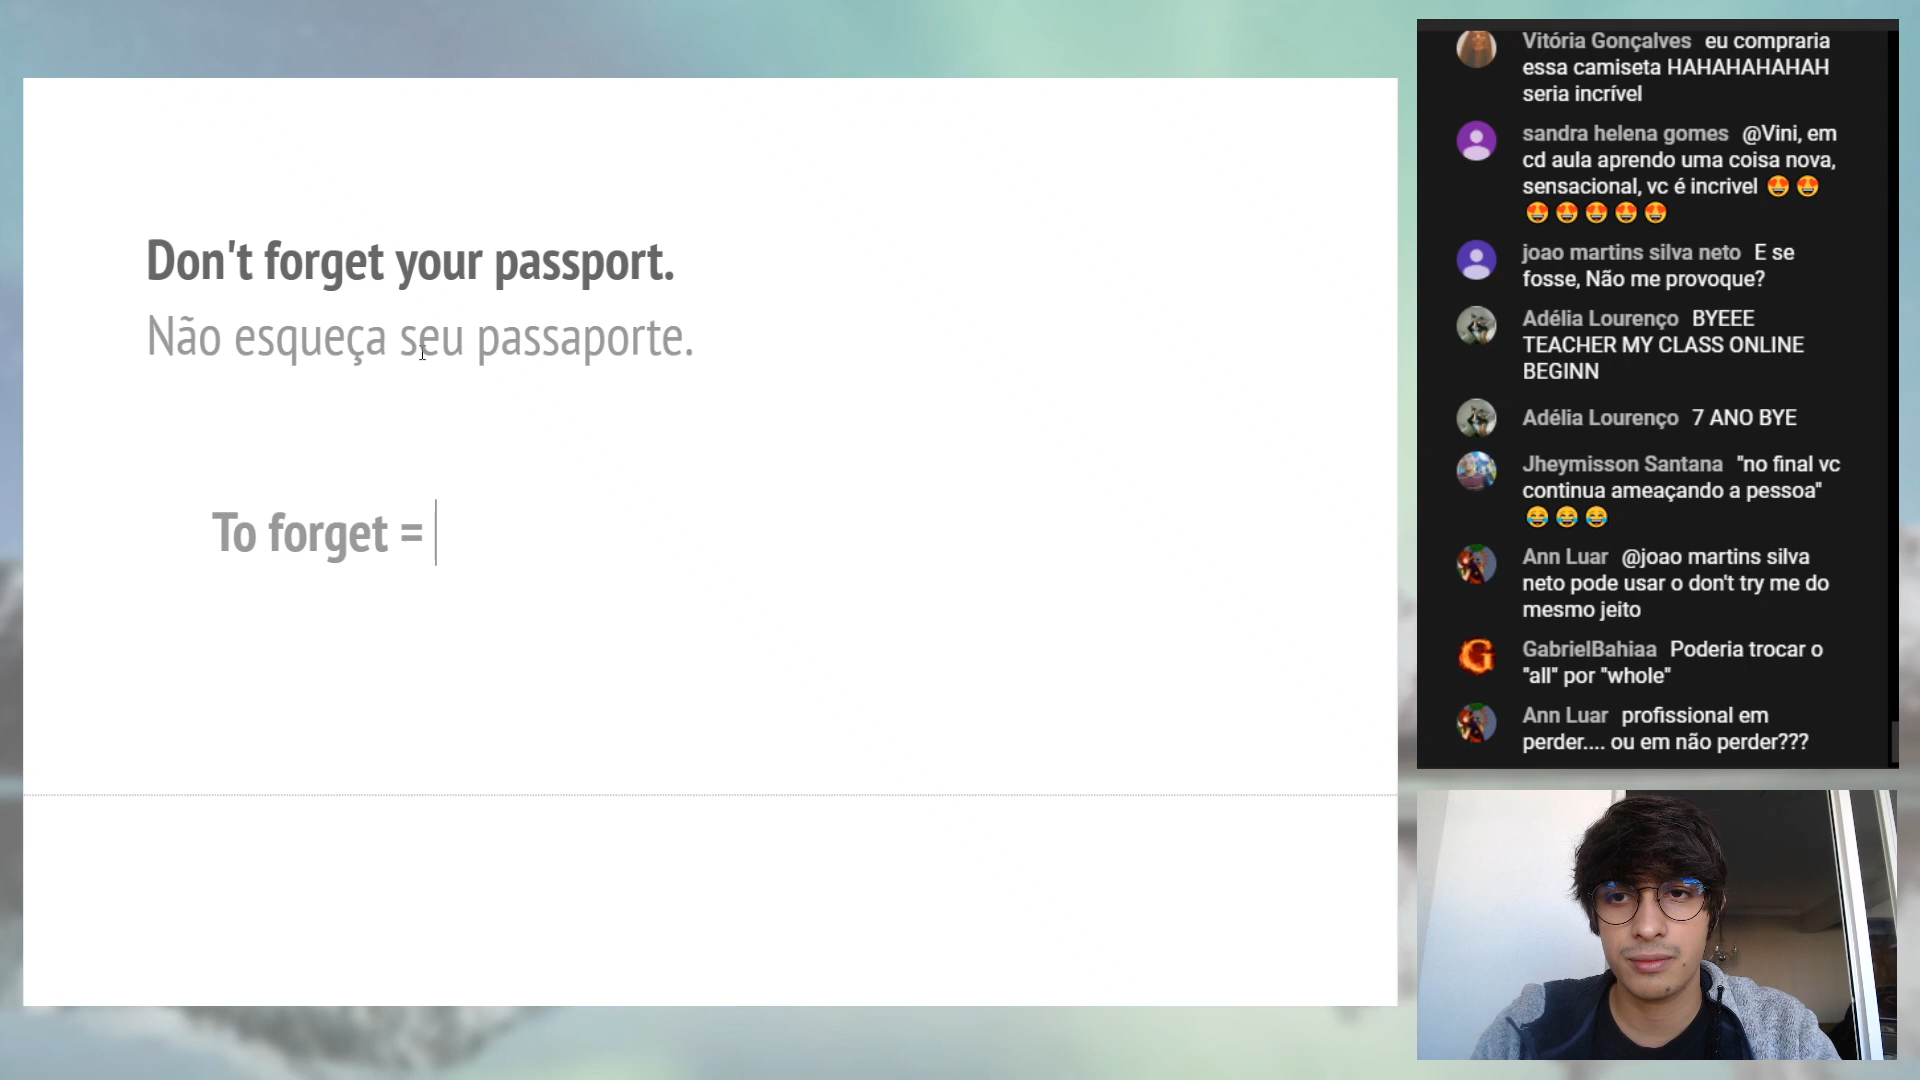 Don't forget your passport.
Não esqueça seu passaporte.
To forget =
Vitória Gonçalves eu compraria
essa camiseta HAHAHAHAHAH
seria incrível
sandra helena gomes @Vini, em
cd aula aprendo uma coisa nova,
sensacional, vc é incrivel 😍 😍
😍 😍 😍 😍 😍
joao martins silva neto E se
fosse, Não me provoque?
Adélia Lourenço BYEEE
TEACHER MY CLASS ONLINE
BEGINN
Adélia Lourenço 7 ANO BYE
Jheymisson Santana "no final vc
continua ameaçando a pessoa"
😂 😂 😂
Ann Luar @joao martins silva
neto pode usar o don't try me do
mesmo jeito
GabrielBahiaa Poderia trocar o
"all" por "whole"
Ann Luar profissional em
perder.... ou em não perder???